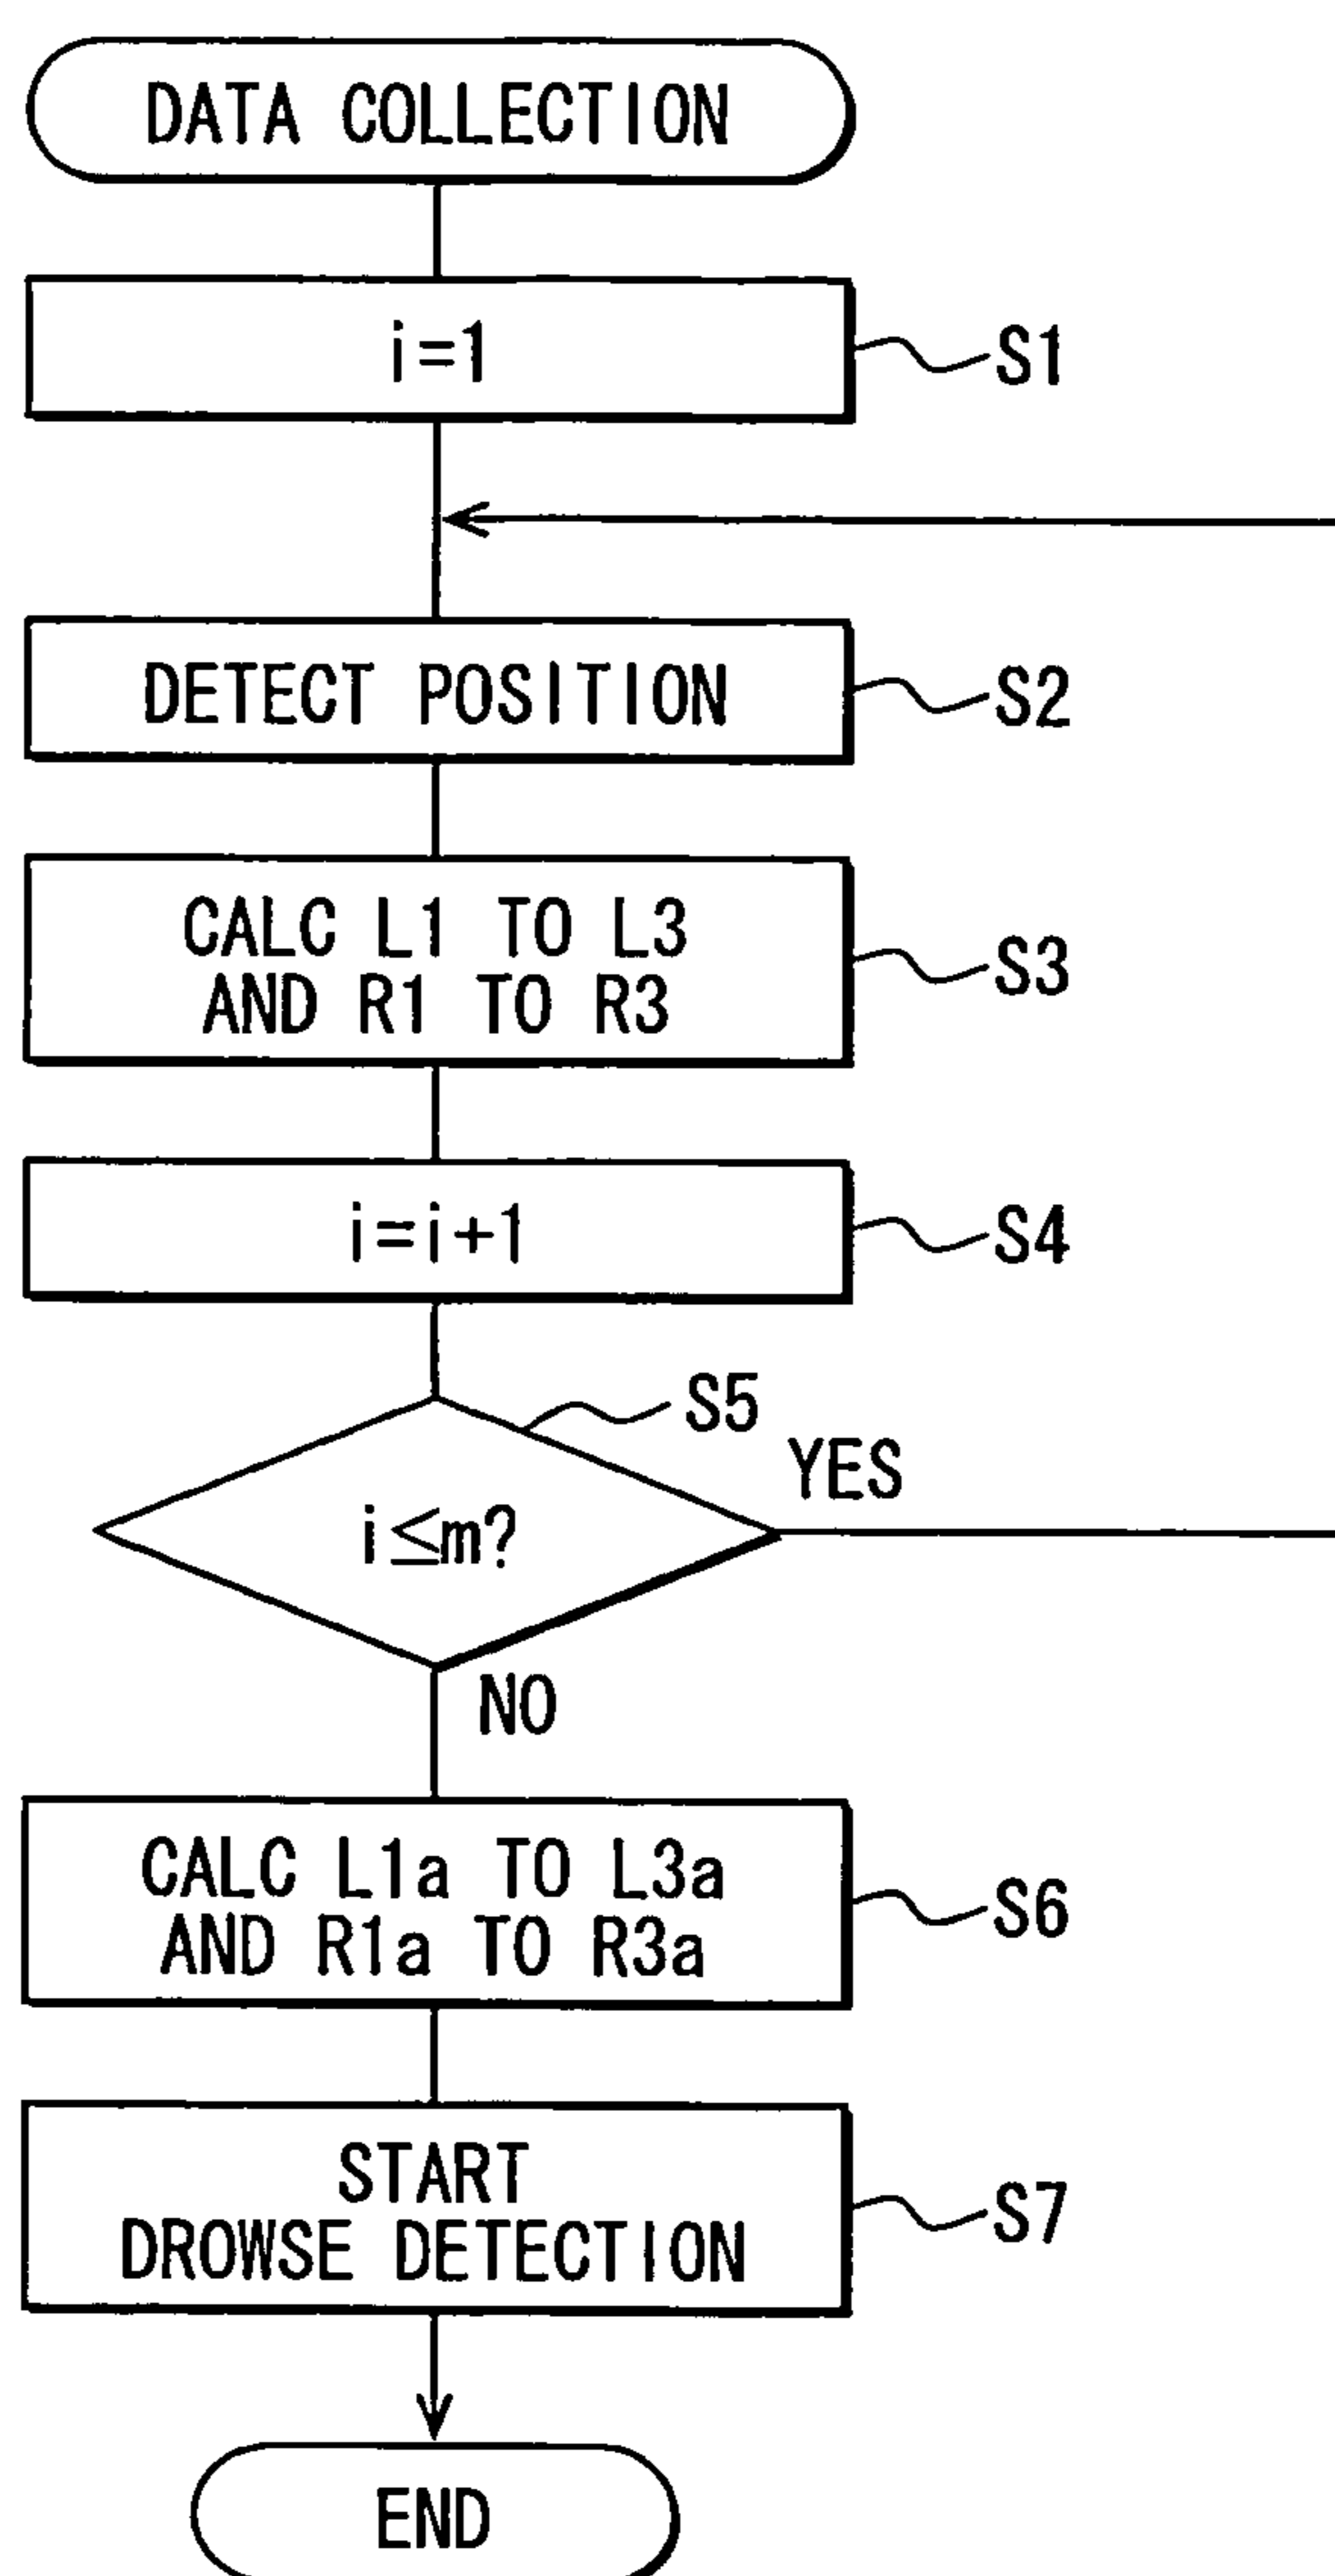 DATA COLLECTION
i=1
S1
DETECT POSITION
S2
CALC L1 TO L3
AND R1 TO R3
S3
i=i+1
S4
S5
YES
i≤m?
NO
CALC L1a TO L3a
AND R1a TO R3a
S6
START
DROWSE DETECTION
S7
END